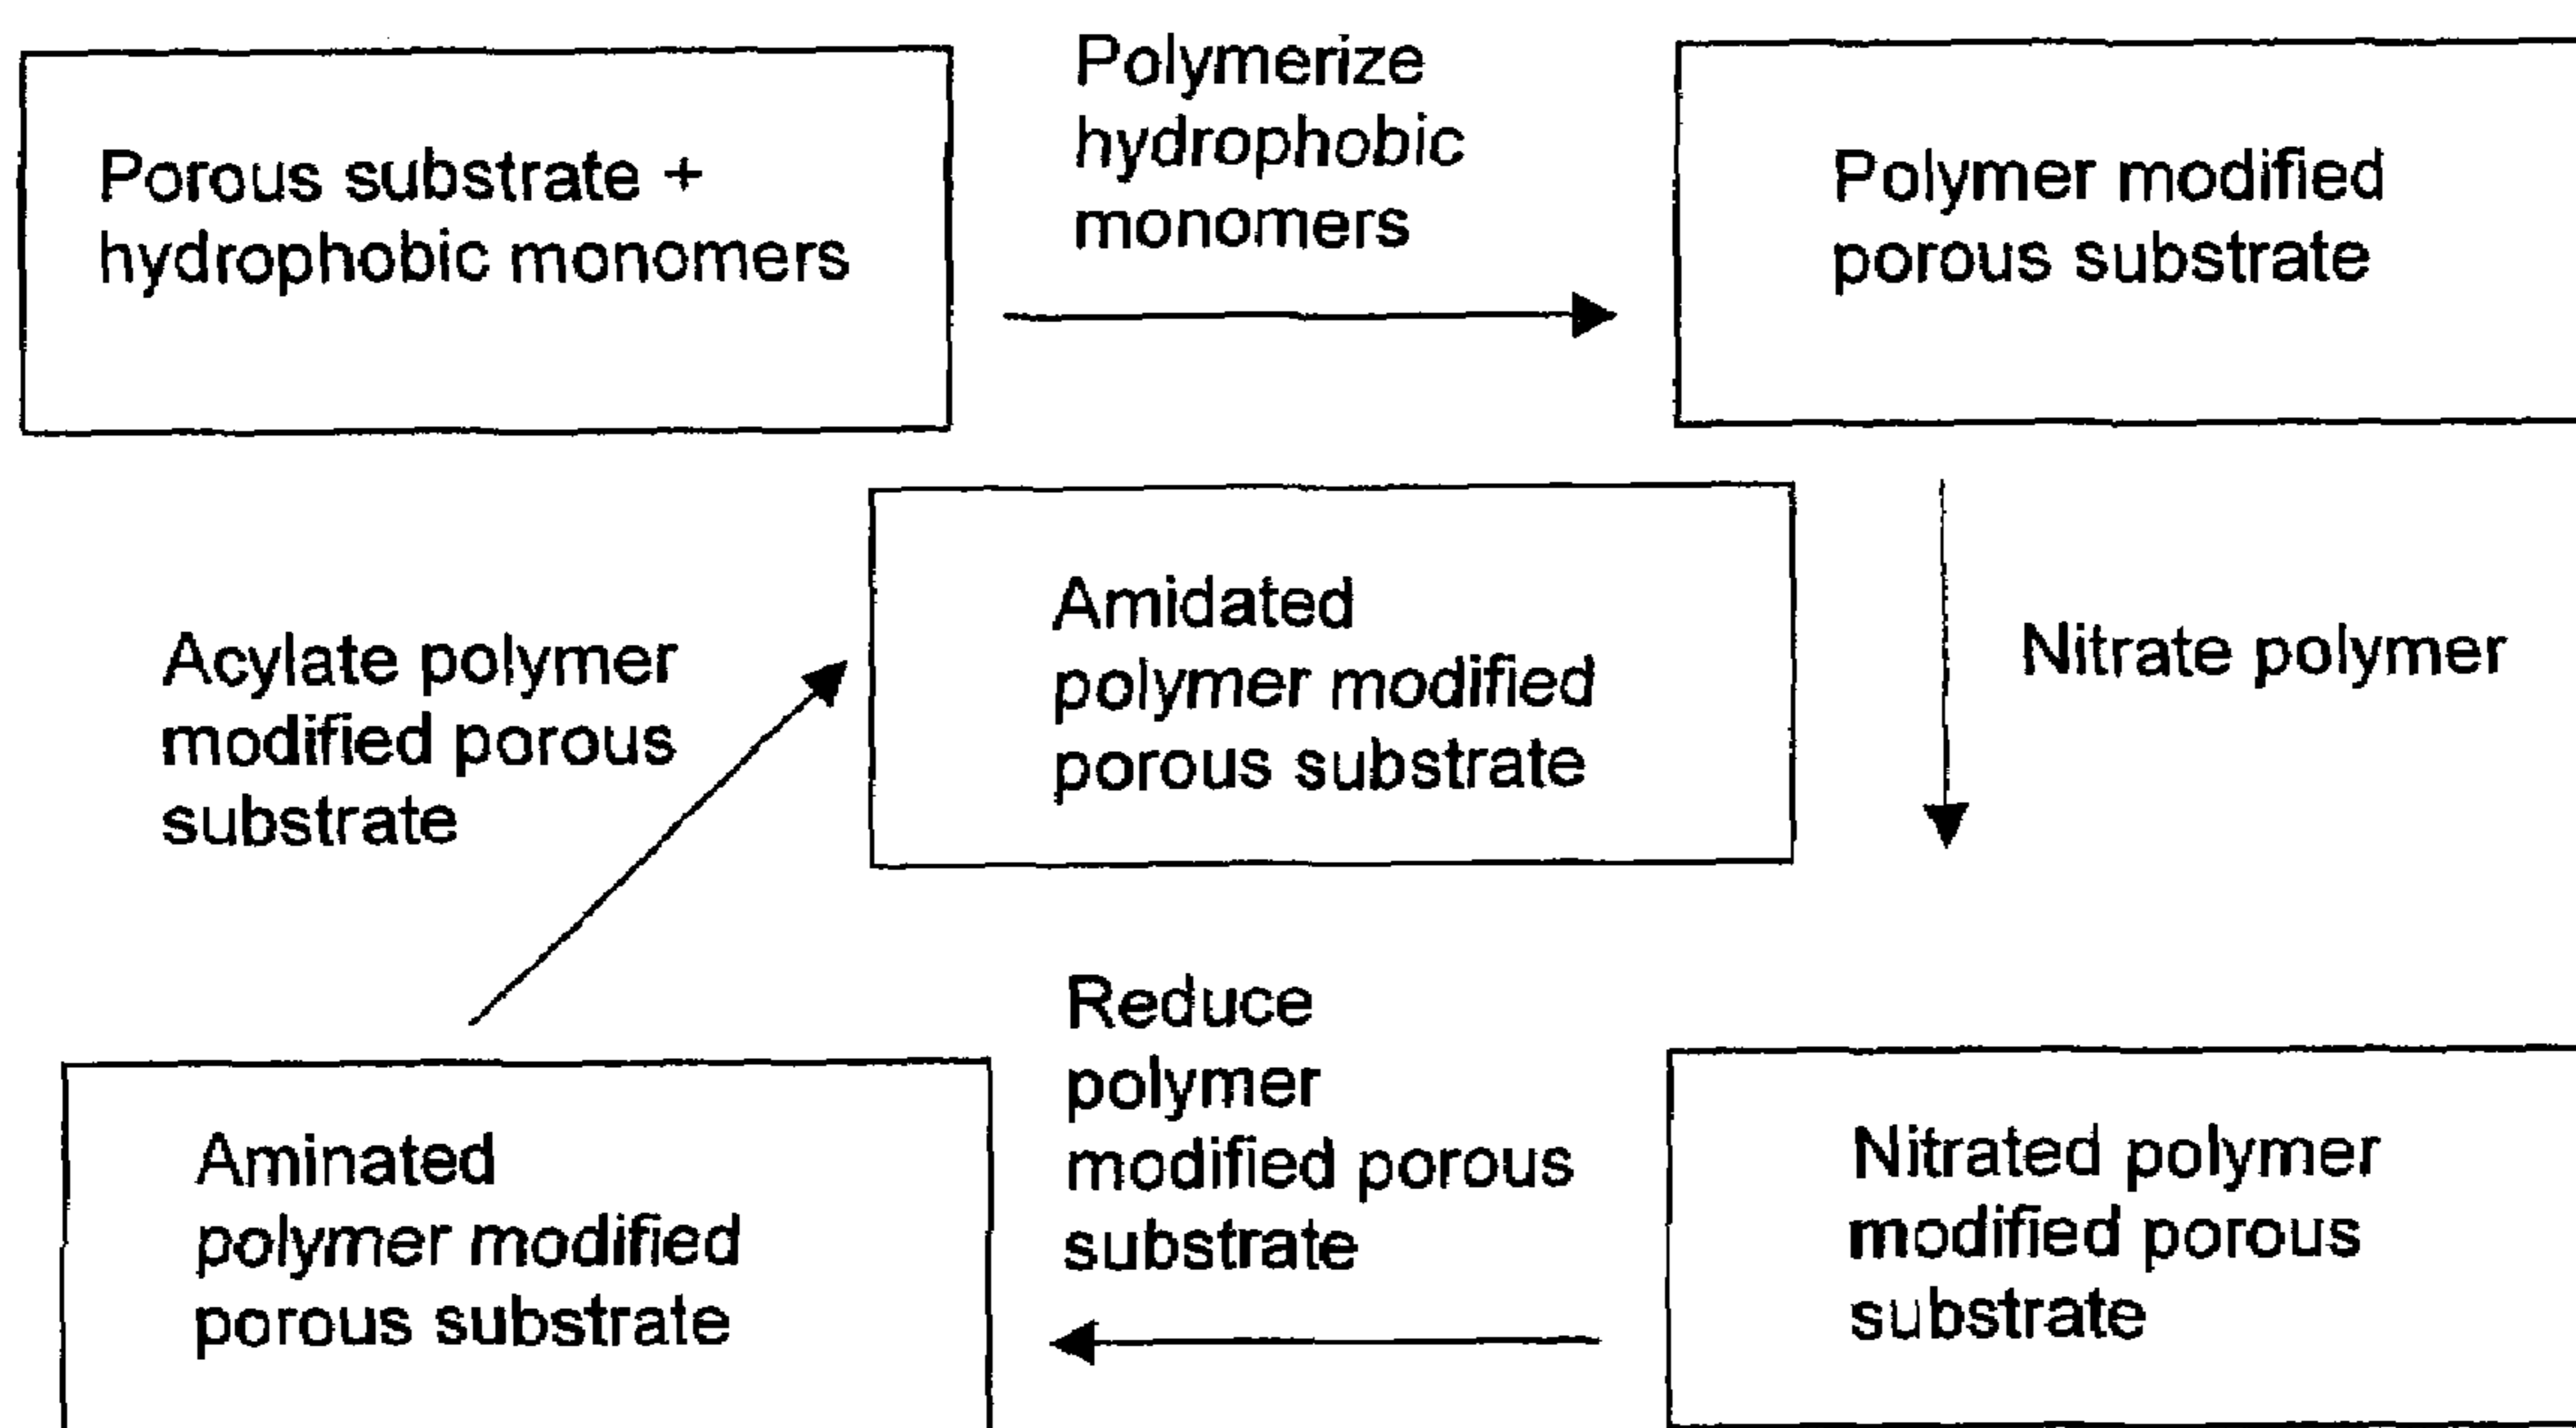 Porous substrate +
hydrophobic monomers
Polymerize
hydrophobic
monomers
Polymer modified
porous substrate
Nitrate polymer
Nitrated polymer
modified porous
substrate
Reduce
polymer
modified porous
substrate
Aminated
polymer modified
porous substrate
Acylate polymer
modified porous
substrate
Amidated
polymer modified
porous substrate